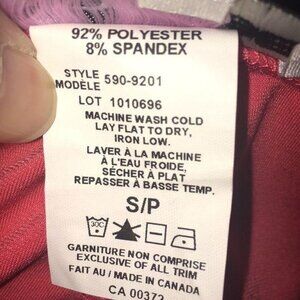 92% POLYESTER
8% SPANDEX
STYLE 590-9201
MODÈLE
LOT 1010696
MACHINE WASH COLD
LAY FLAT TO DRY,
IRON LOW.
LAVER À LA MACHINE
À L'EAU FROIDE,
SÉCHER À PLAT
REPASSER À BASSE TEMP.
S/P
30C
GARNITURE NON COMPRISE
EXCLUSIVE OF ALL TRIM
FAIT AU / MADE IN CANADA
CA 00372